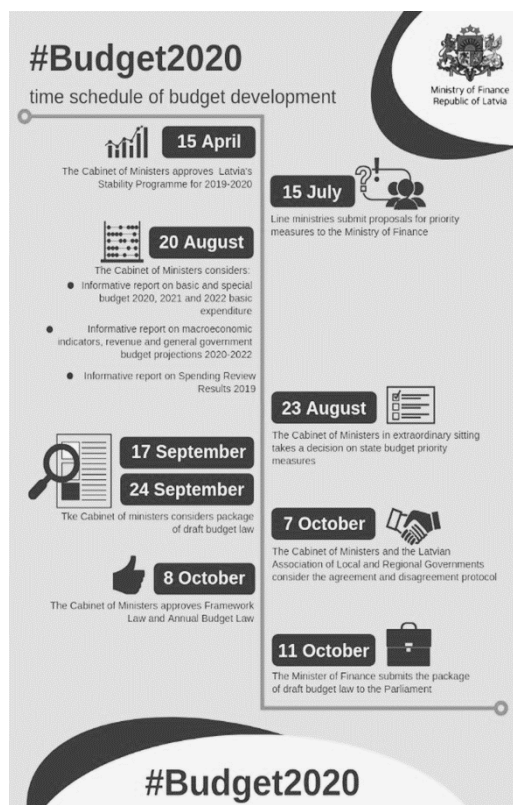 #Budget2020
time schedule of budget development
Ministry of Finance
Republic of Latvia
15 April
The Cabinet of Ministers approves Latvia's
Stability Programme for 2019-2020
15 July
Line ministries submit proposals for priority
measures to the Ministry of Finance
20 August
The Cabinet of Ministers considers:
● Informative report on basic and special
budget 2020, 2021 and 2022 basic
expenditure
● Informative report on macroeconomic
indicators, revenue and general government
budget projections 2020-2022
● Informative report on Spending Review
Results 2019
23 August
The Cabinet of Ministers in extraordinary sitting
takes a decision on state budget priority
measures
17 September
24 September
Tke Cabinet of ministers considers package
of draft budget law
7 October
The Cabinet of Ministers and the Latvian
Association of Local and Regional Governments
consider the agreement and disagreement protocol
8 October
The Cabinet of Ministers approves Framework
Law and Annual Budget Law
11 October
The Minister of Finance submits the package
of draft budget law to the Parliament
#Budget2020